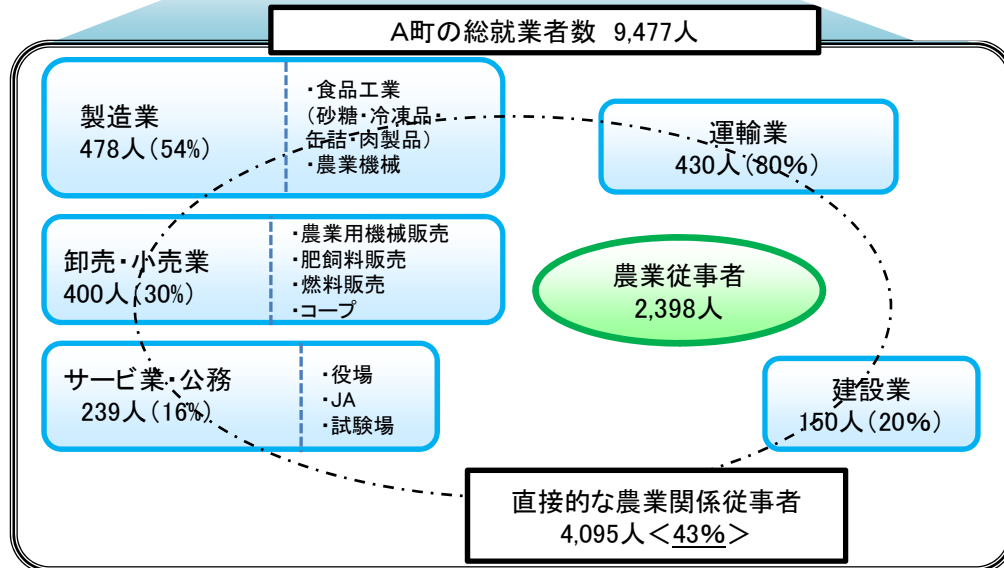 A町の総就業者数 9,477人
製造業
478人(54%)
・食品工業
(砂糖・冷凍品・
缶詰・肉製品)
・農業機械
運輸業
430人(80%)
卸売・小売業
400人(30%)
・農業用機械販売
・肥飼料販売
・燃料販売
・コープ
農業従事者
2,398人
サービ業・公務
239人(16%)
・役場
・JA
・試験場
建設業
150人(20%)
直接的な農業関係従事者
4,095人<43%>